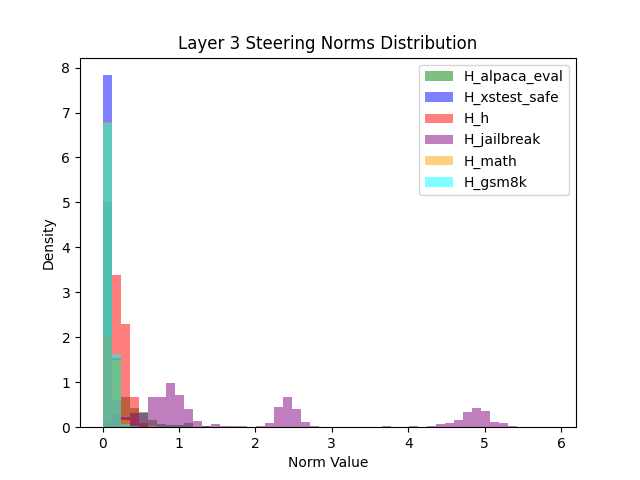 Layer 3 Steering Norms Distribution
H_alpaca_eval
H_xstest_safe
H_h
H_jailbreak
H_math
H_gsm8k
8
7
6
5
4
3
2
1
0
Density
0 1 2 3 4 5 6
Norm Value